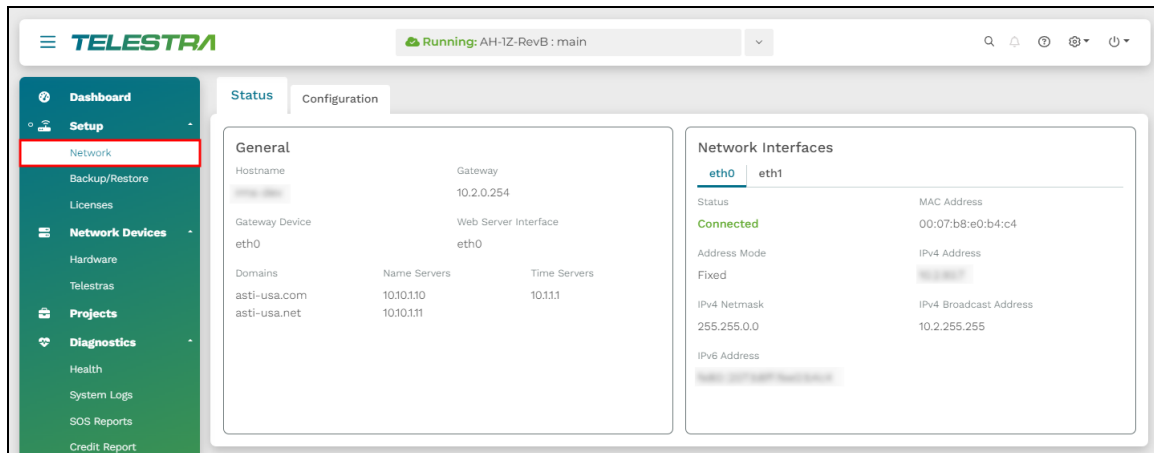 TELESTRA
Running: AH-1Z-RevB : main
Dashboard
Setup
Network
Backup/Restore
Licenses
Network Devices
Hardware
Telestras
Projects
Diagnostics
Health
System Logs
SOS Reports
Credit Report
Status Configuration
General
Hostname Gateway
10.2.0.254
Gateway Device Web Server Interface
eth0 eth0
Domains Name Servers Time Servers
asti-usa.com 10.10.1.10 10.1.1.1
asti-usa.net 10.10.1.11
Network Interfaces
eth0 eth1
Status MAC Address
Connected 00:07:b8:e0:b4:c4
Address Mode IPv4 Address
Fixed
IPv4 Netmask IPv4 Broadcast Address
255.255.0.0 10.2.255.255
IPv6 Address